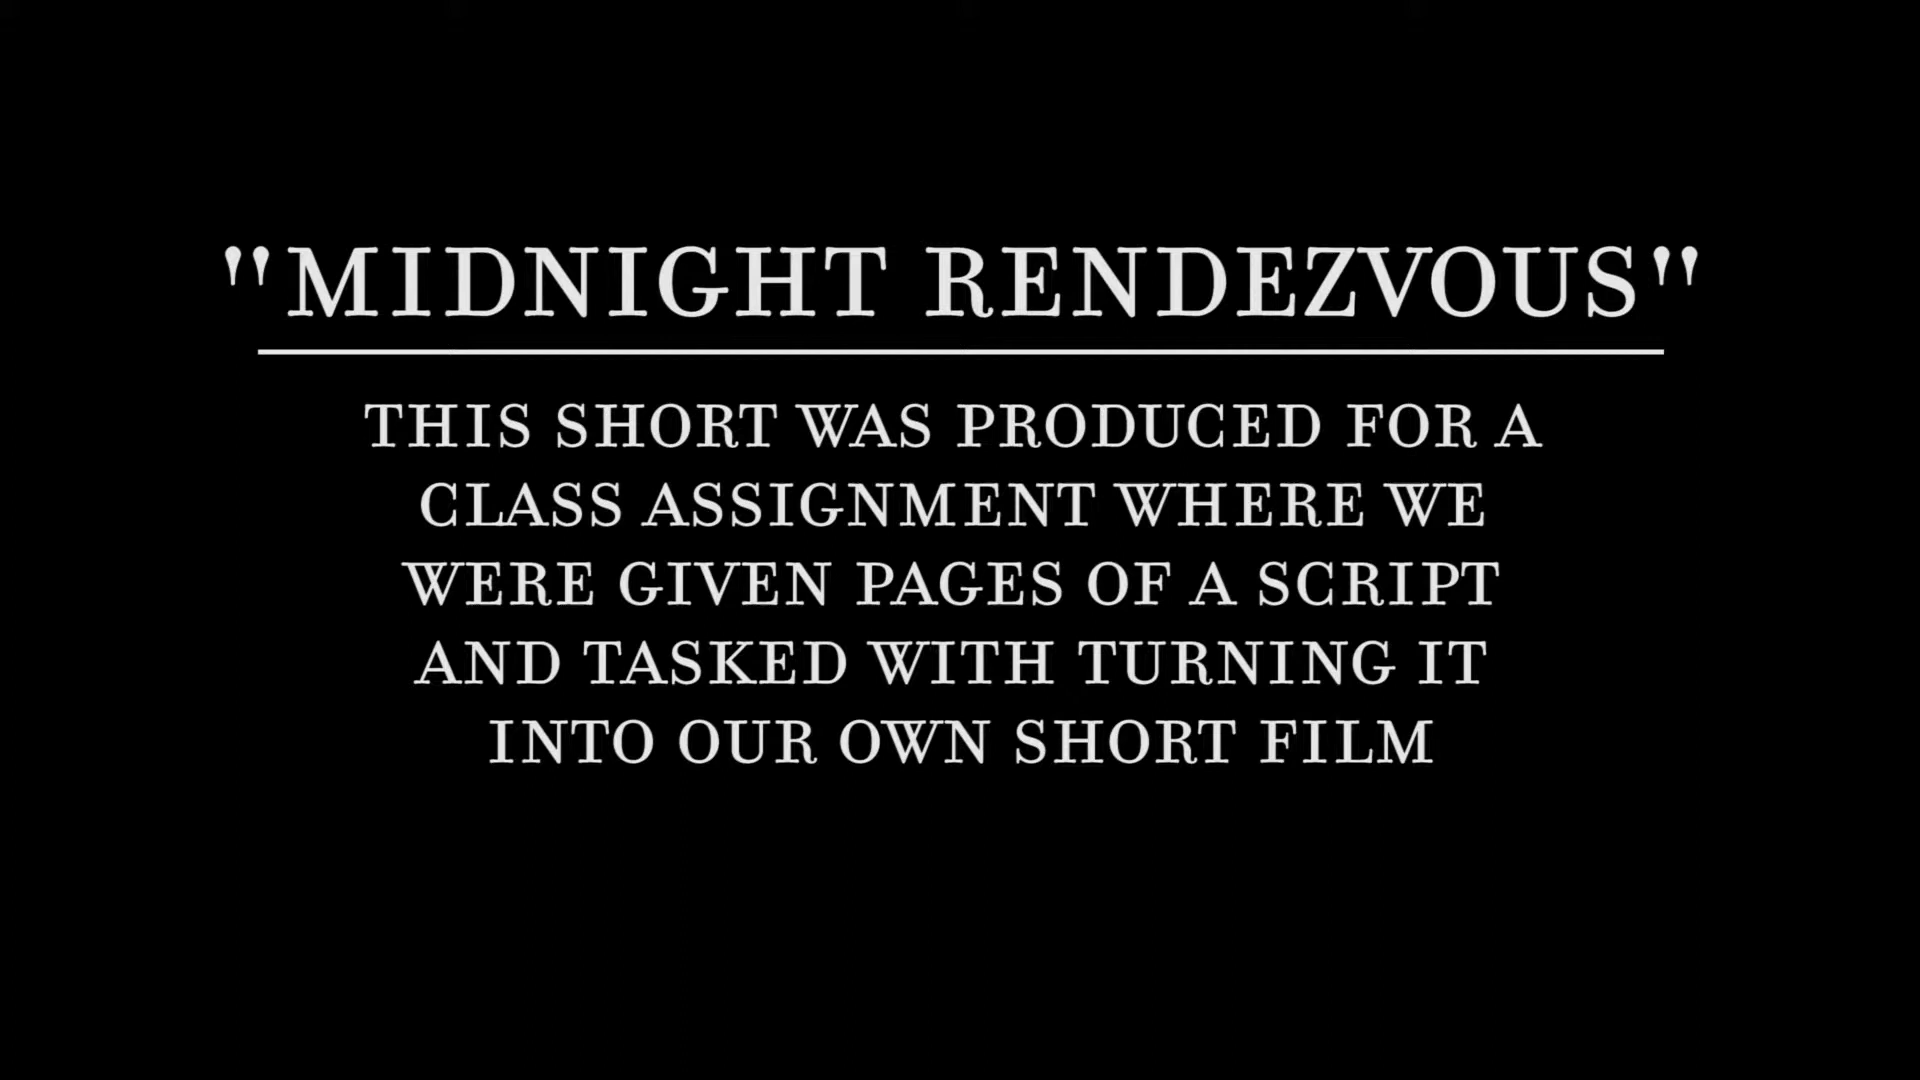 "MIDNIGHT RENDEZVOUS"
THIS SHORT WAS PRODUCED FOR A
CLASS ASSIGNMENT WHERE WE
WERE GIVEN PAGES OF A SCRIPT
AND TASKED WITH TURNING IT
INTO OUR OWN SHORT FILM